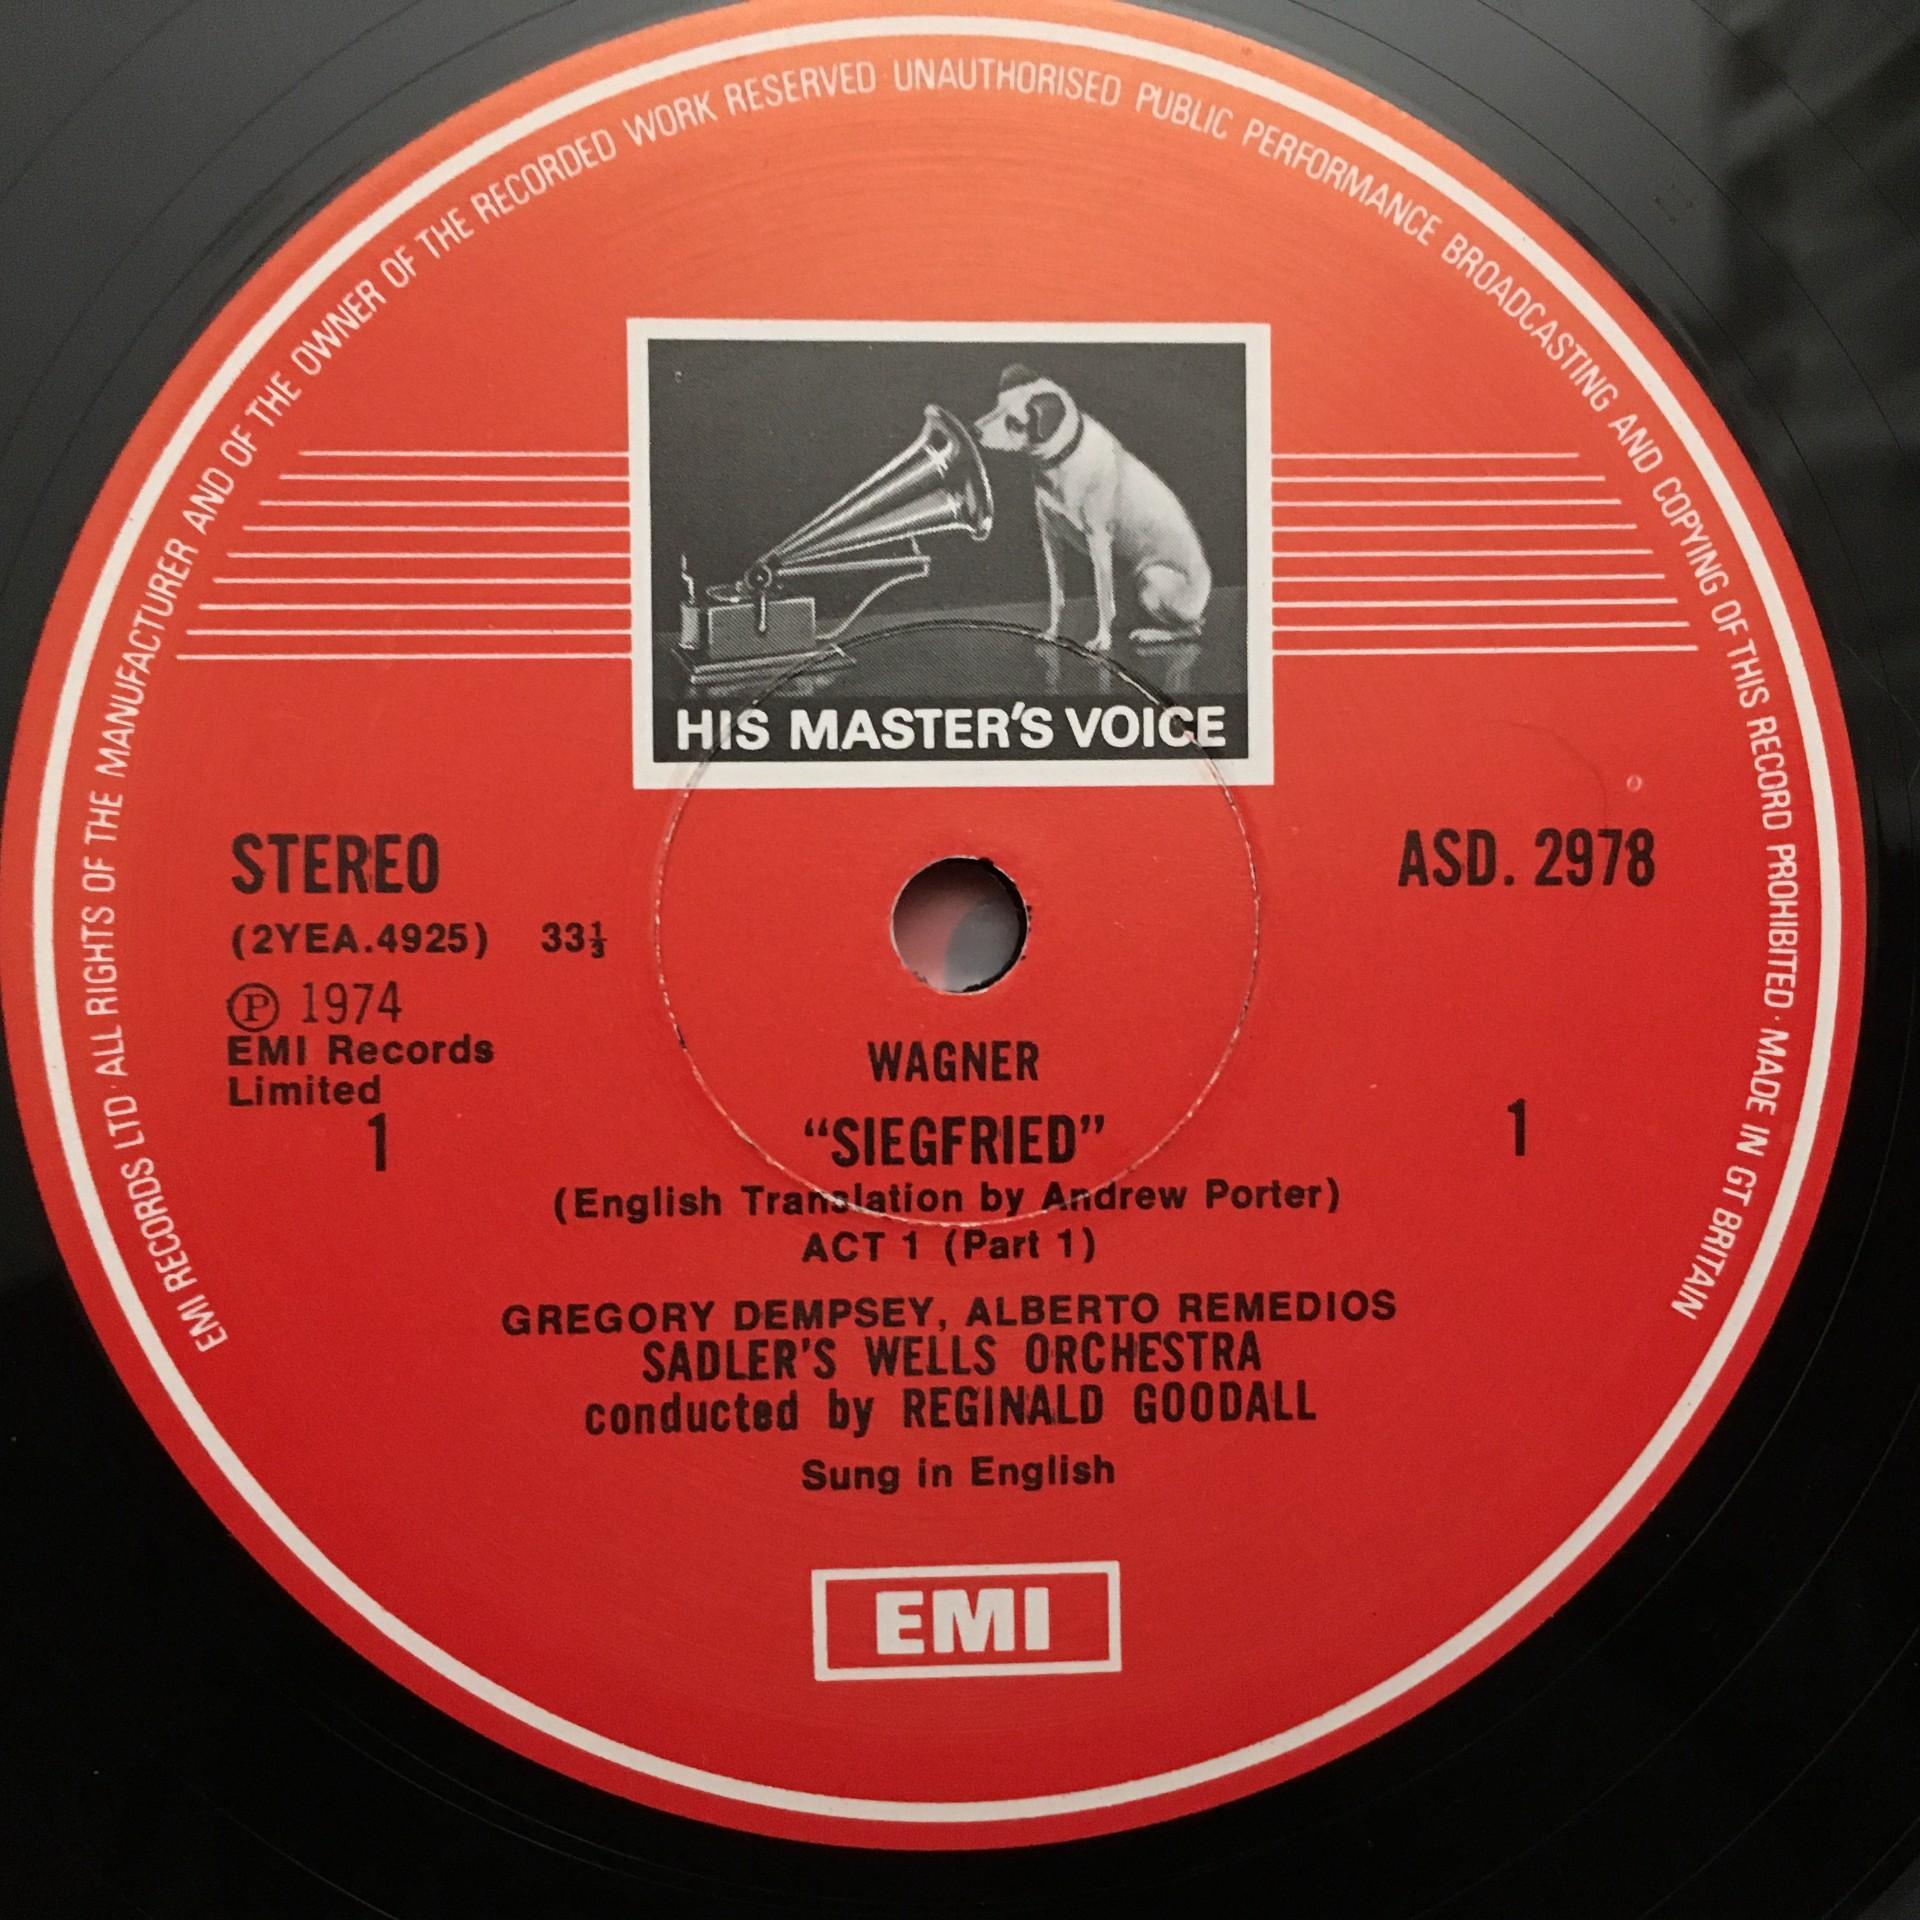 EMI RECORDS LTD · ALL RIGHTS OF THE MANUFACTURER AND OF THE OWNER OF THE RECORDED WORK RESERVED · UNAUTHORISED PUBLIC PERFORMANCE BROADCASTING AND COPYING OF THIS RECORD PROHIBITED · MADE IN GT BRITAIN
HIS MASTER'S VOICE
STEREO
ASD. 2978
(2YEA.4925) 33⅓
Ⓟ 1974
EMI Records
Limited
1
1
WAGNER
"SIEGFRIED"
(English Translation by Andrew Porter)
ACT 1 (Part 1)
GREGORY DEMPSEY, ALBERTO REMEDIOS
SADLER'S WELLS ORCHESTRA
conducted by REGINALD GOODALL
Sung in English
EMI